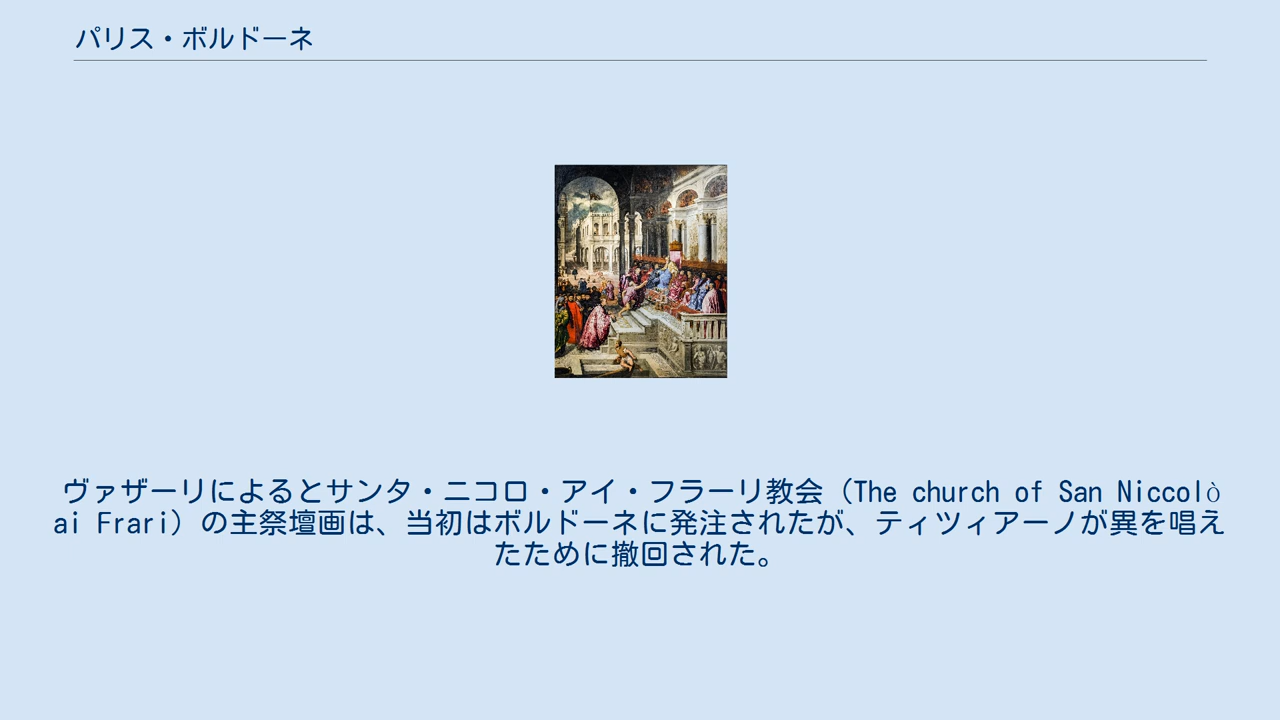 パリス・ボルドーネ
ヴァザーリによるとサンタ・ニコロ・アイ・フラーリ教会（The church of San Niccolò
ai Frari）の主祭壇画は、当初はボルドーネに発注されたが、ティツィアーノが異を唱え
たために撤回された。